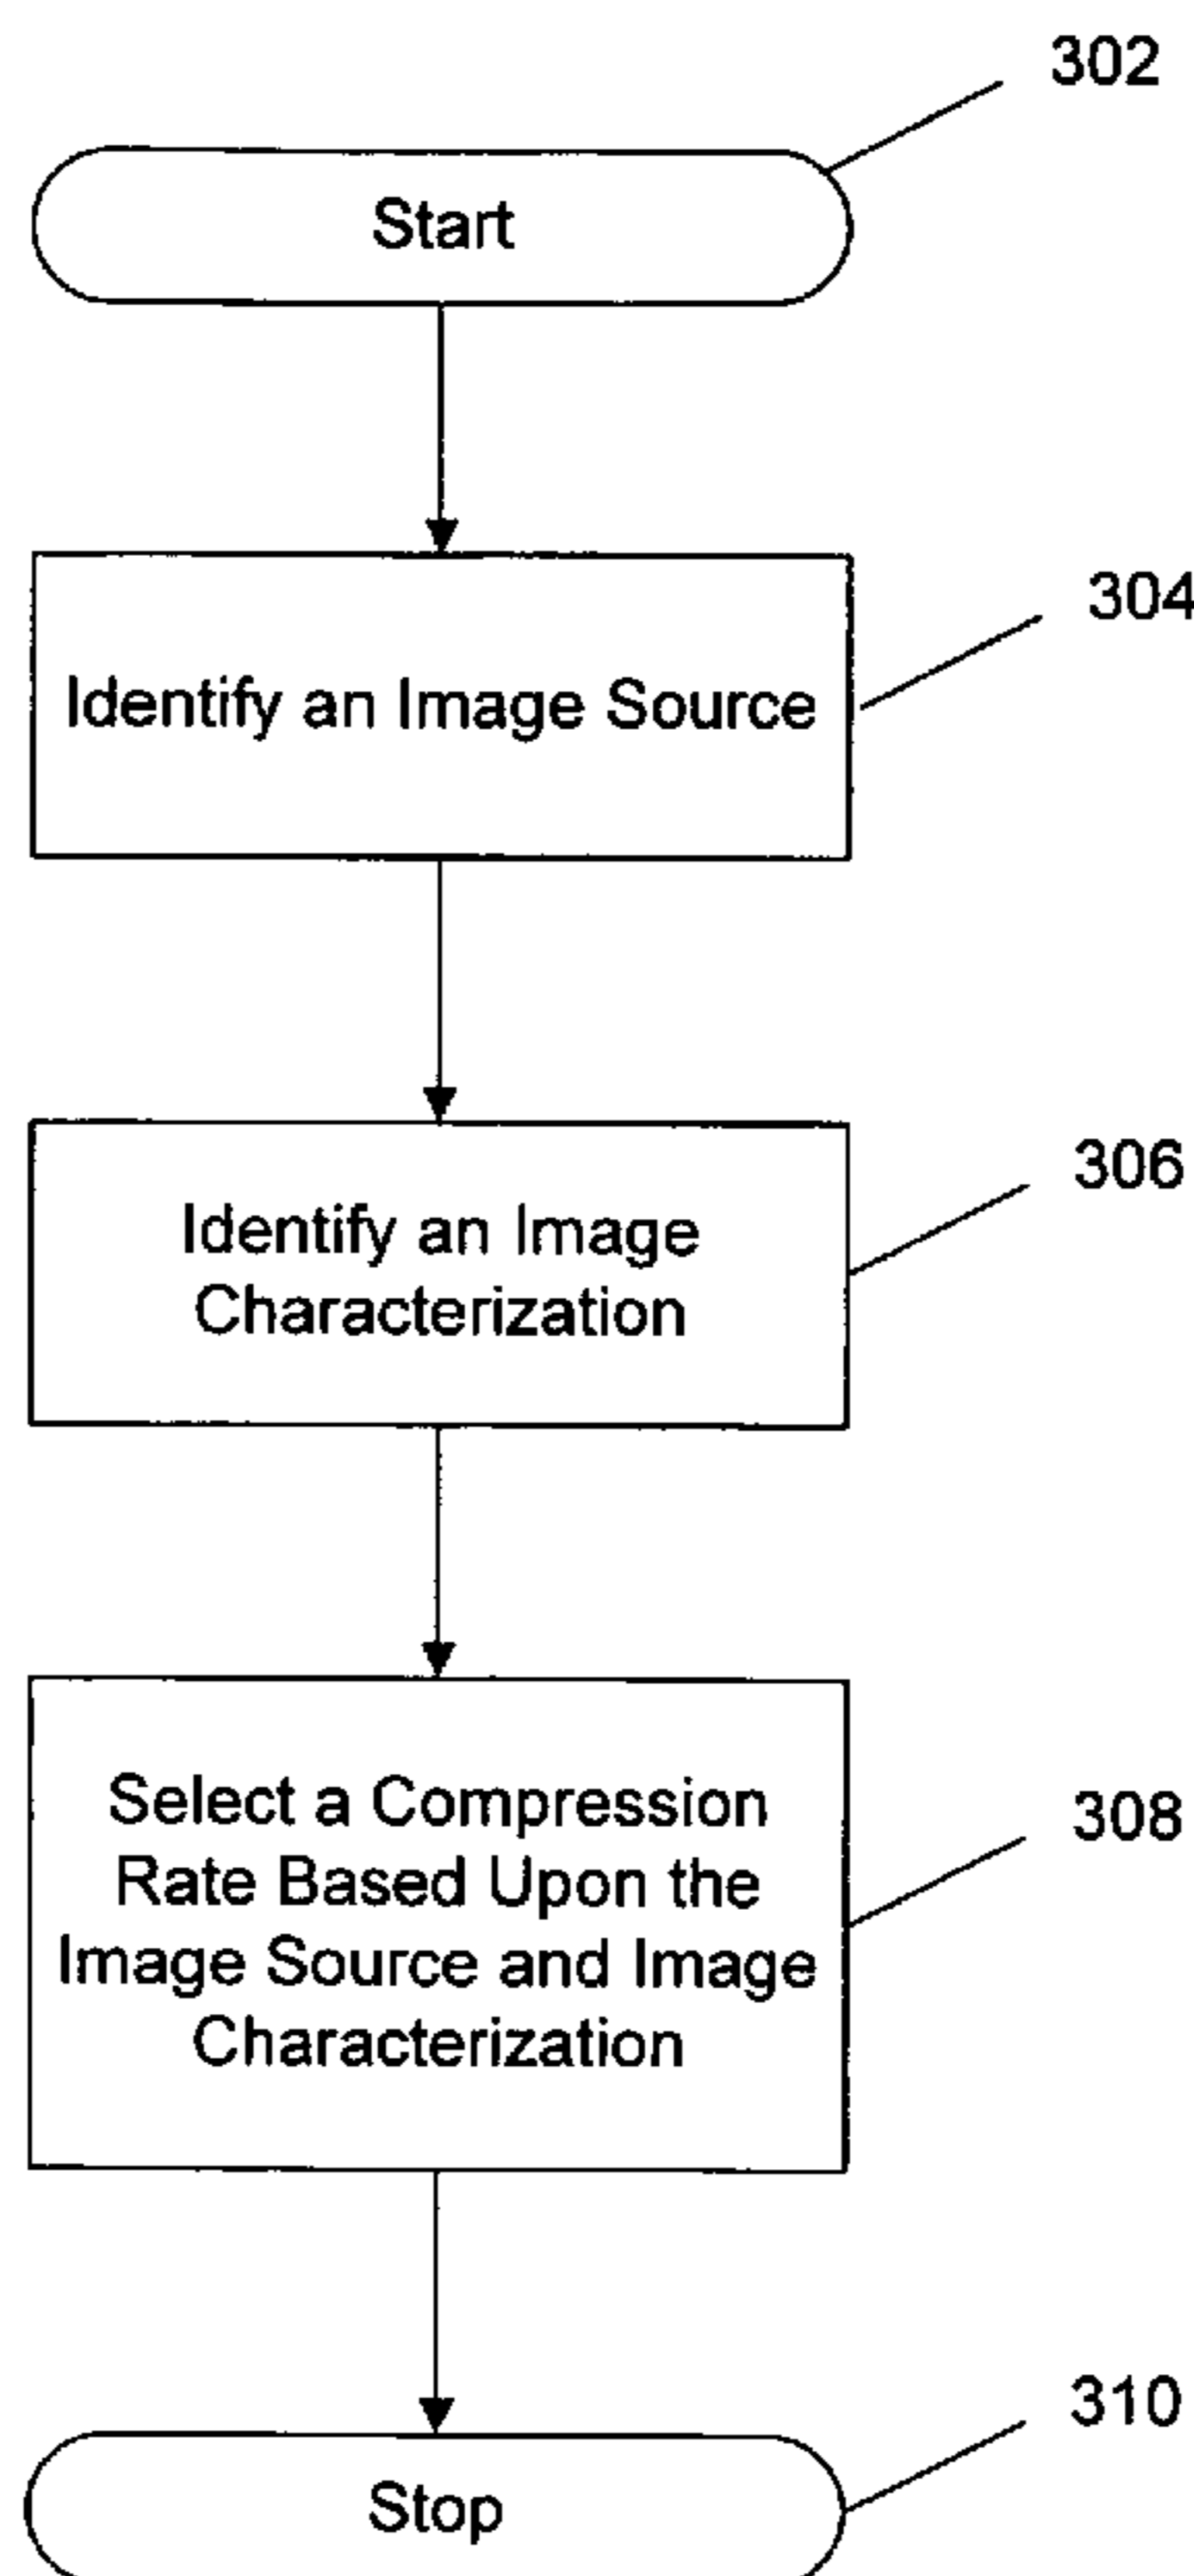 302
Start
304
Identify an Image Source
306
Identify an Image
Characterization
308
Select a Compression
Rate Based Upon the
Image Source and Image
Characterization
310
Stop